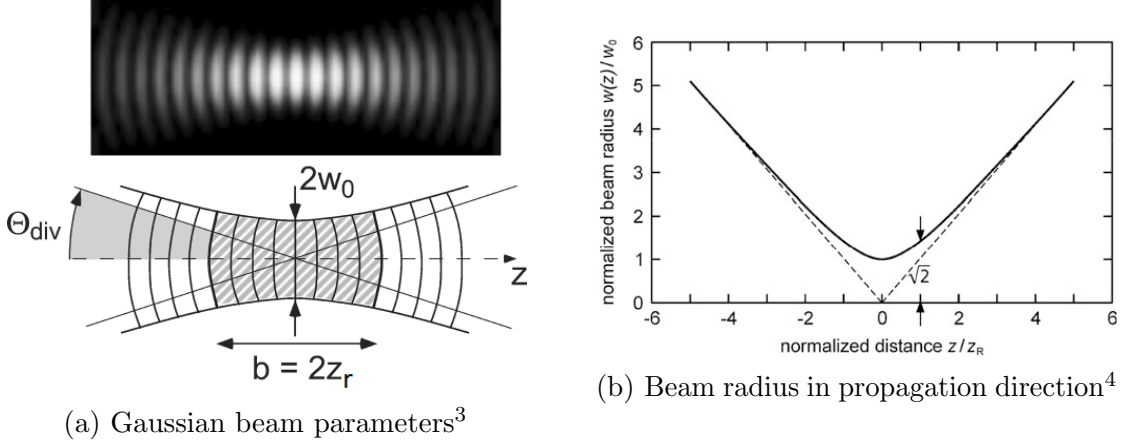 2w₀
Θdiv
z
b = 2zᵣ
(a) Gaussian beam parameters³
normalized beam radius w(z)/w₀
6
5
4
3
2
1
0
√2
-6 -4 -2 0 2 4 6
normalized distance z/z_R
(b) Beam radius in propagation direction⁴